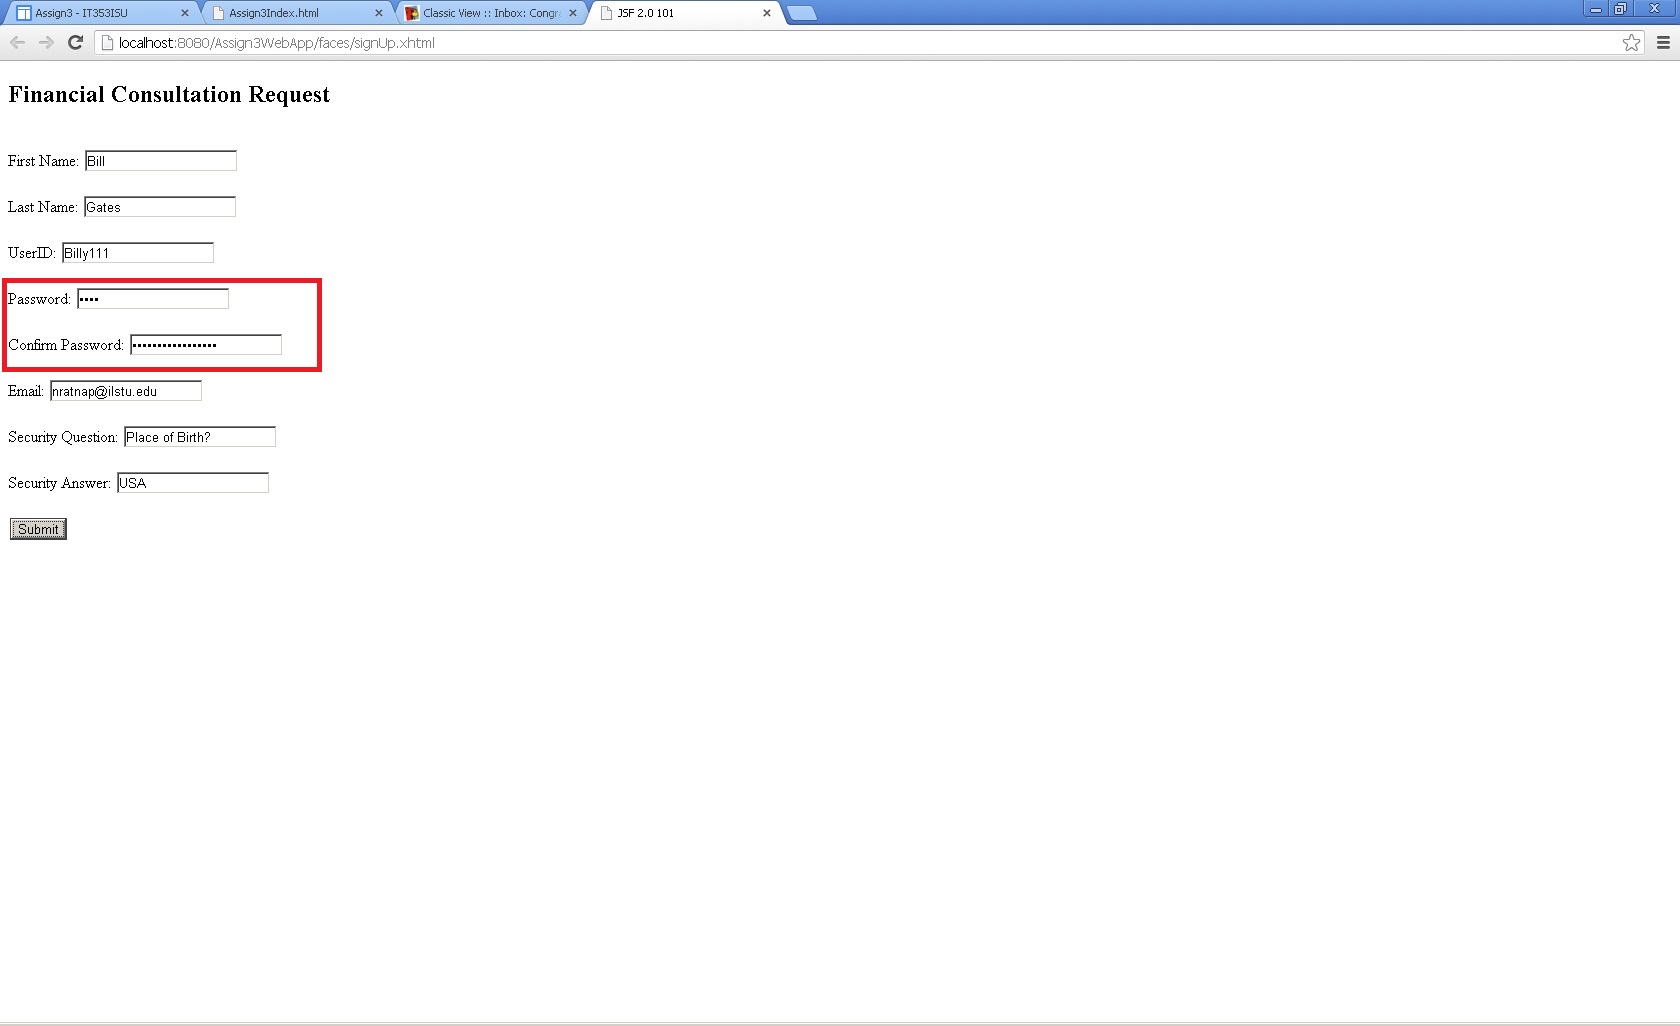 Assign3 - IT353ISU
Assign3Index.html
Classic View :: Inbox: Congr
JSF 2.0 101
localhost:8080/Assign3WebApp/faces/signUp.xhtml
Financial Consultation Request
First Name: Bill
Last Name: Gates
UserID: Billy111
Password: ••••
Confirm Password: •••••••••••••••••
Email: nratnap@ilstu.edu
Security Question: Place of Birth?
Security Answer: USA
Submit